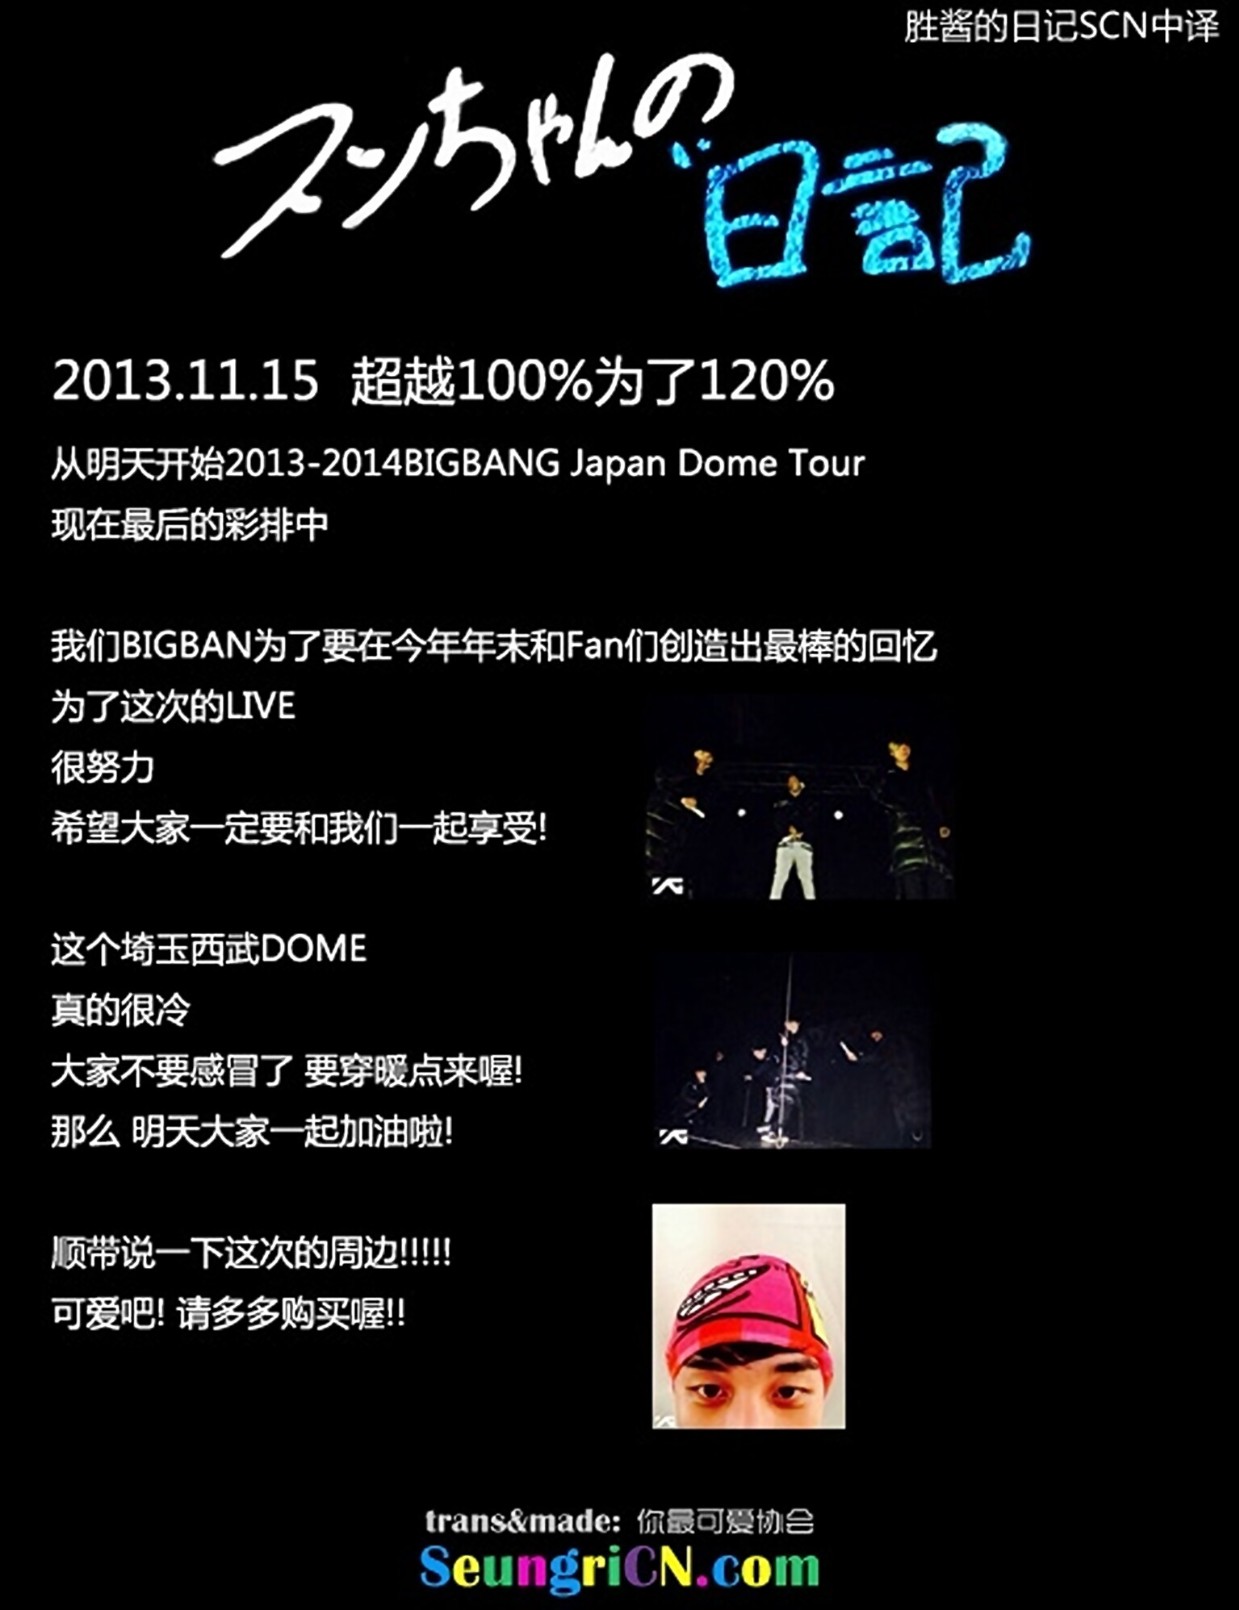 胜酱的日记SCN中译
スンちゃんの
日記
2013.11.15 超越100%为了120%
从明天开始2013-2014BIGBANG Japan Dome Tour
现在最后的彩排中
我们BIGBAN为了要在今年年末和Fan们创造出最棒的回忆
为了这次的LIVE
很努力
希望大家一定要和我们一起享受!
这个埼玉西武DOME
真的很冷
大家不要感冒了 要穿暖点来喔!
那么 明天大家一起加油啦!
顺带说一下这次的周边!!!!!
可爱吧! 请多多购买喔!!
YG
YG
YG
trans&made: 你最可爱协会
SeungriCN.com